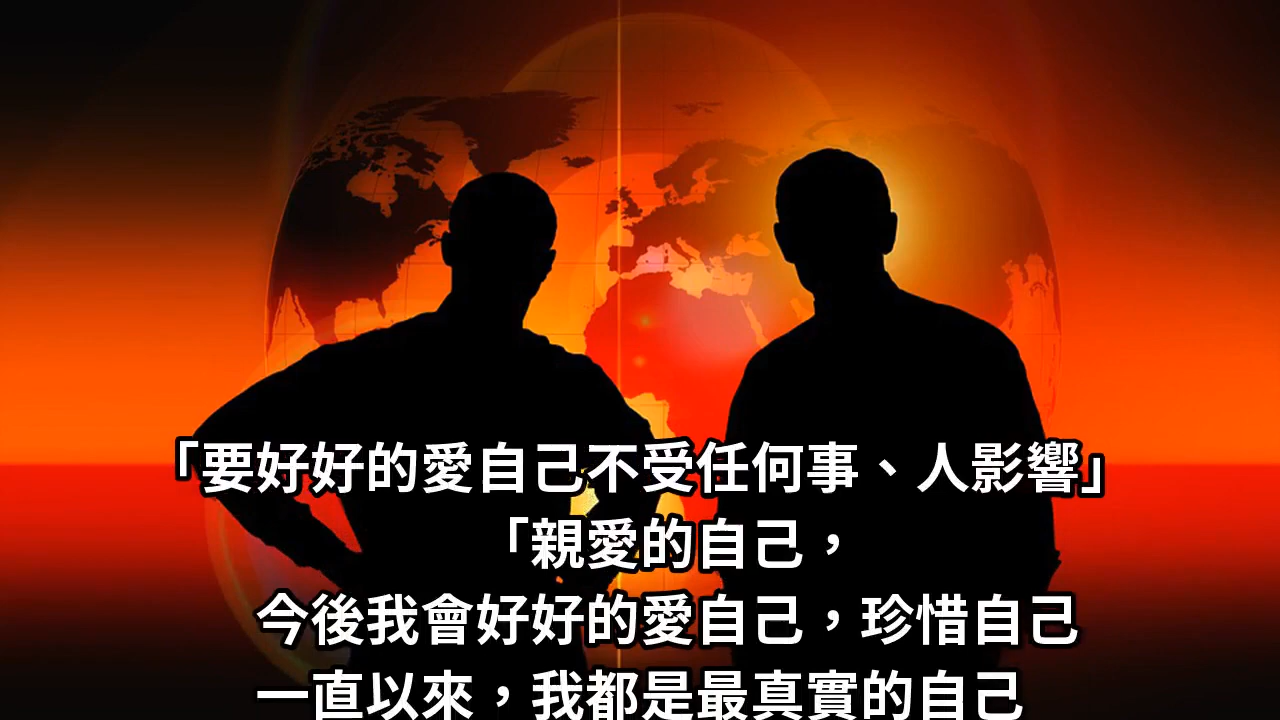 「要好好的愛自己不受任何事、人影響」
「親愛的自己，
今後我會好好的愛自己，珍惜自己
一直以來，我都是最真實的自己